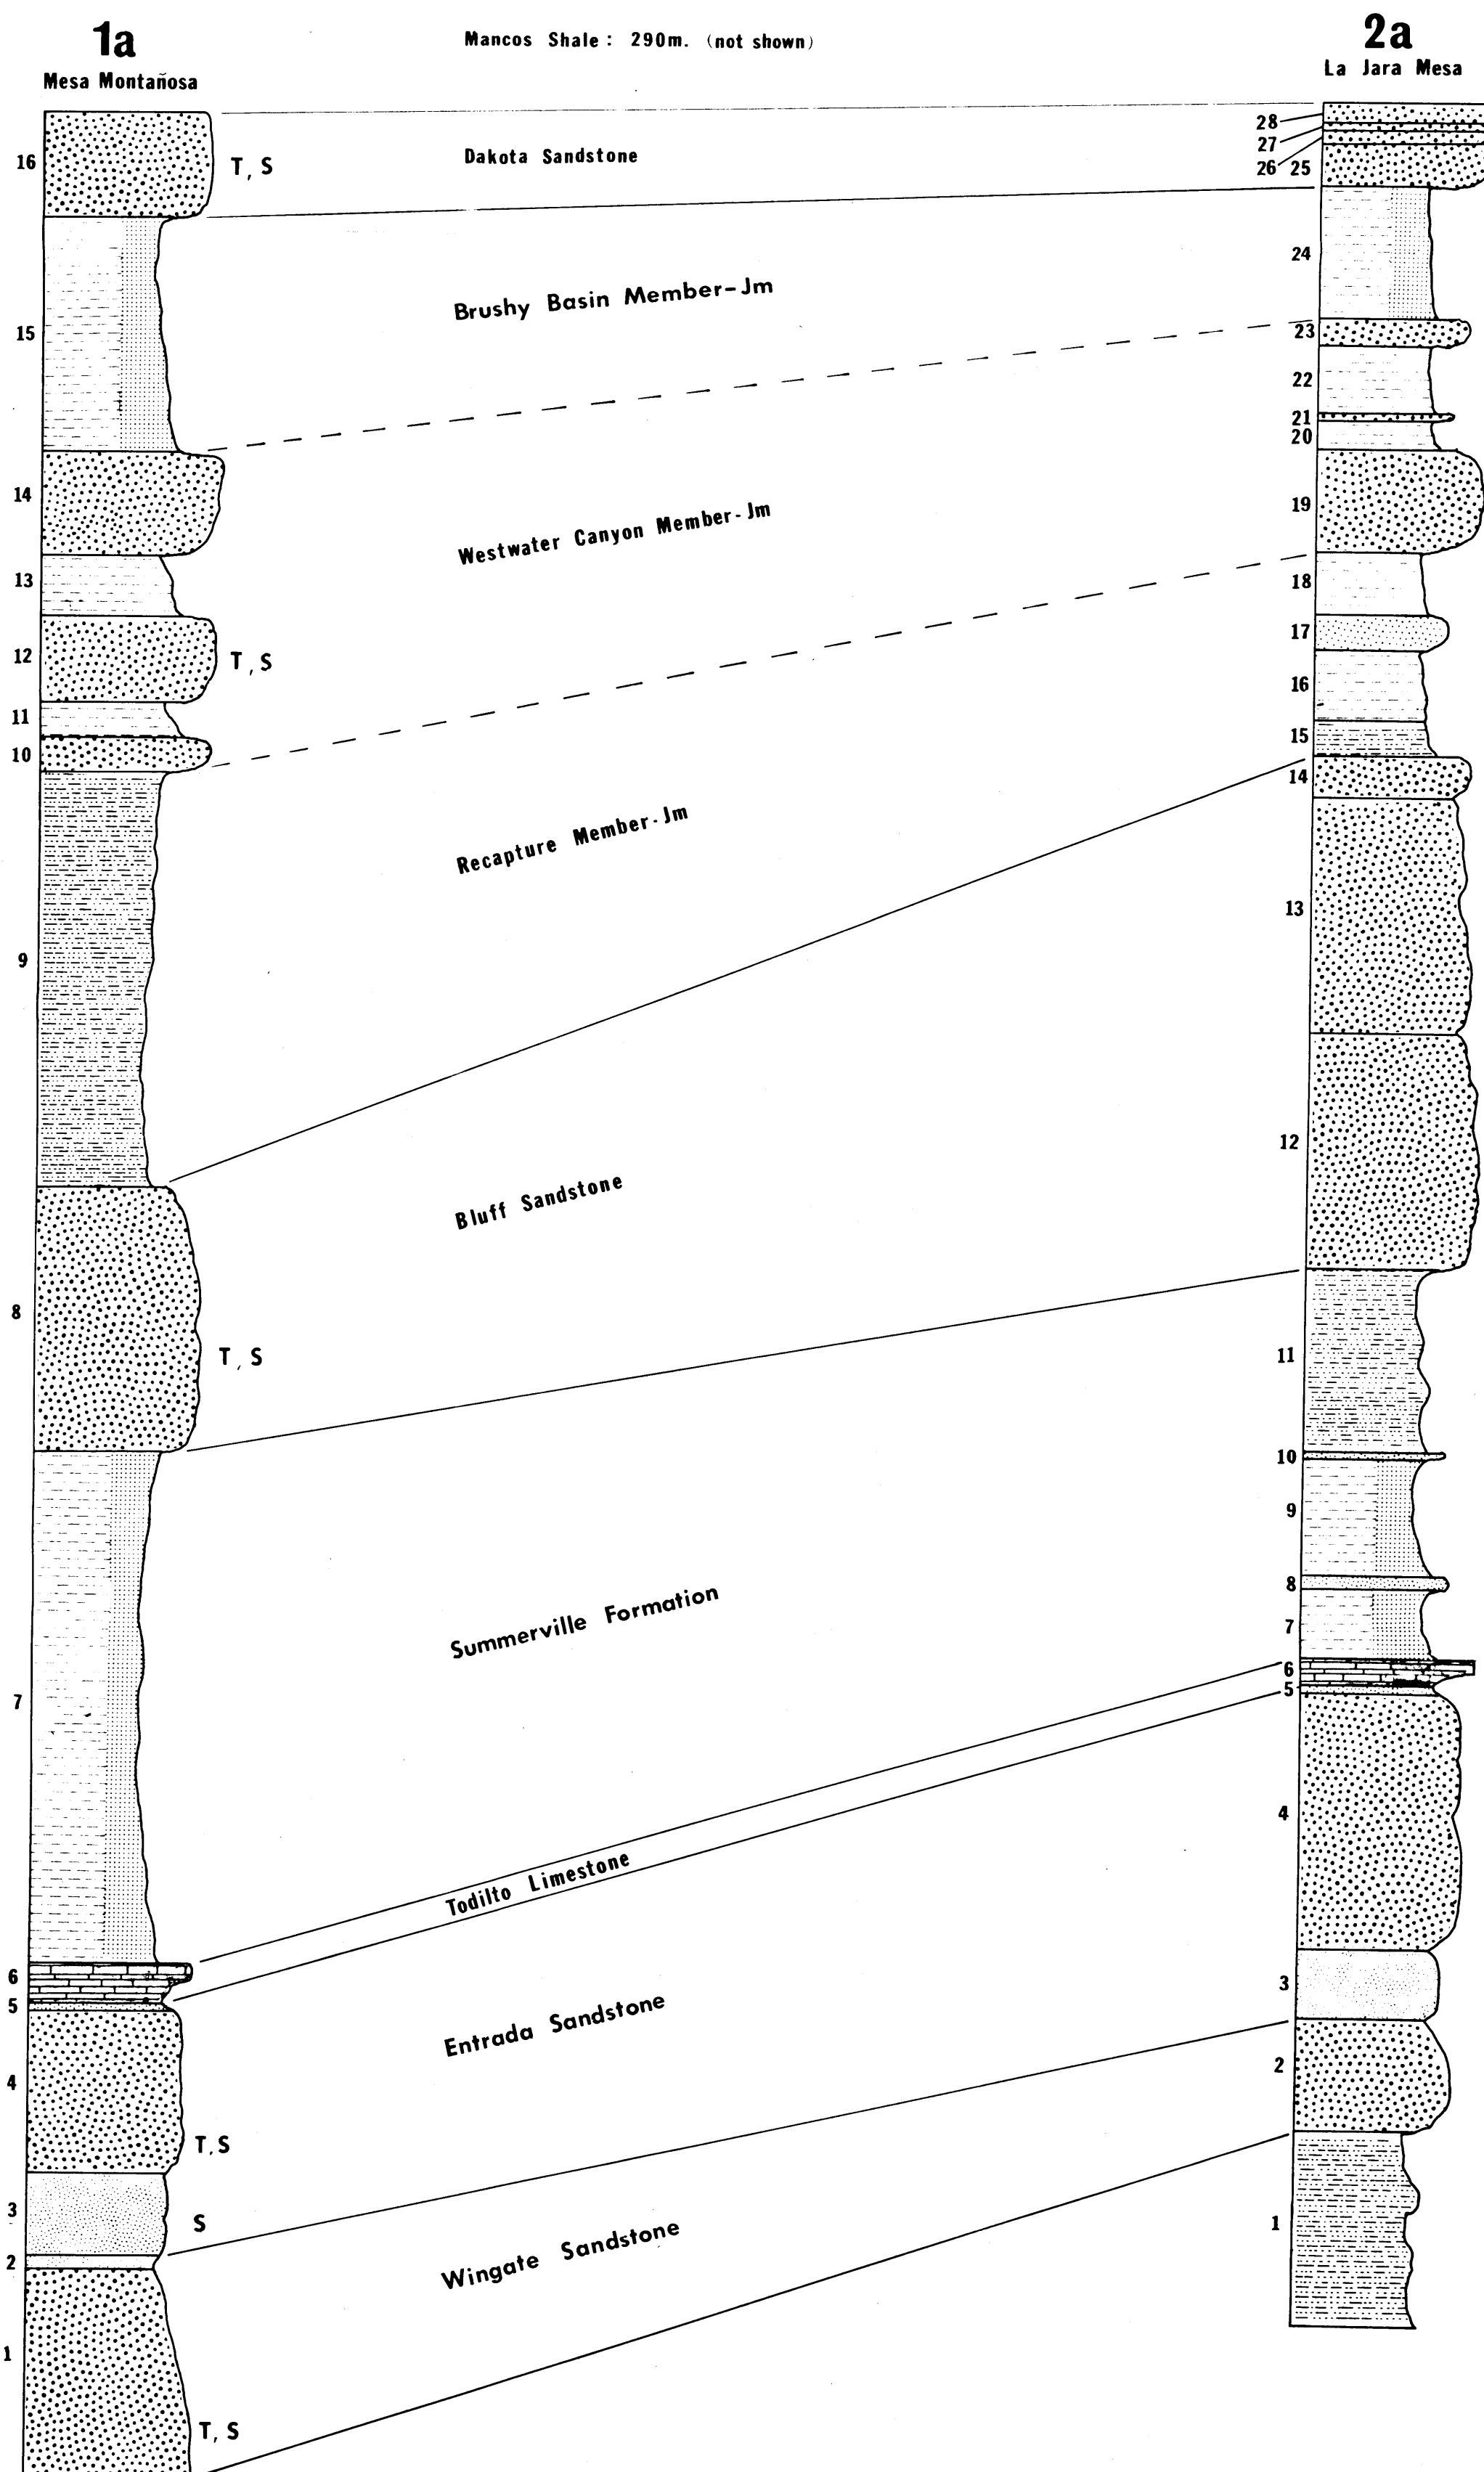 1a
Mesa Montañosa
Mancos Shale: 290m. (not shown)
2a
La Jara Mesa
16
T, S
Dakota Sandstone
28
27
26 25
15
Brushy Basin Member-Jm
24
23
22
21
20
14
Westwater Canyon Member-Jm
19
13
18
12
T, S
17
11
16
10
15
14
Recapture Member-Jm
9
13
12
Bluff Sandstone
8
T, S
11
10
9
Summerville Formation
8
7
7
6
5
Todilto Limestone
4
6
5
Entrada Sandstone
3
4
T, S
2
3
S
Wingate Sandstone
2
1
1
T, S